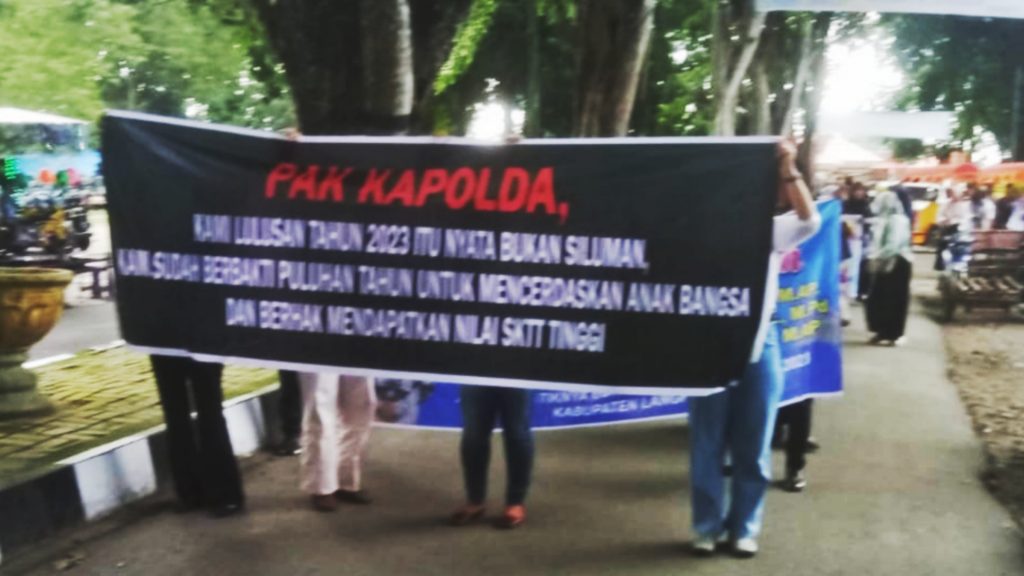 PAK KAPOLDA,
KAMI LULUSAN TAHUN 2023 ITU NYATA BUKAN SILUMAN,
KAMI SUDAH BERBAKTI PULUHAN TAHUN UNTUK MENCERDASKAN ANAK BANGSA
DAN BERHAK MENDAPATKAN NILAI SKTT TINGGI
KABUPATEN